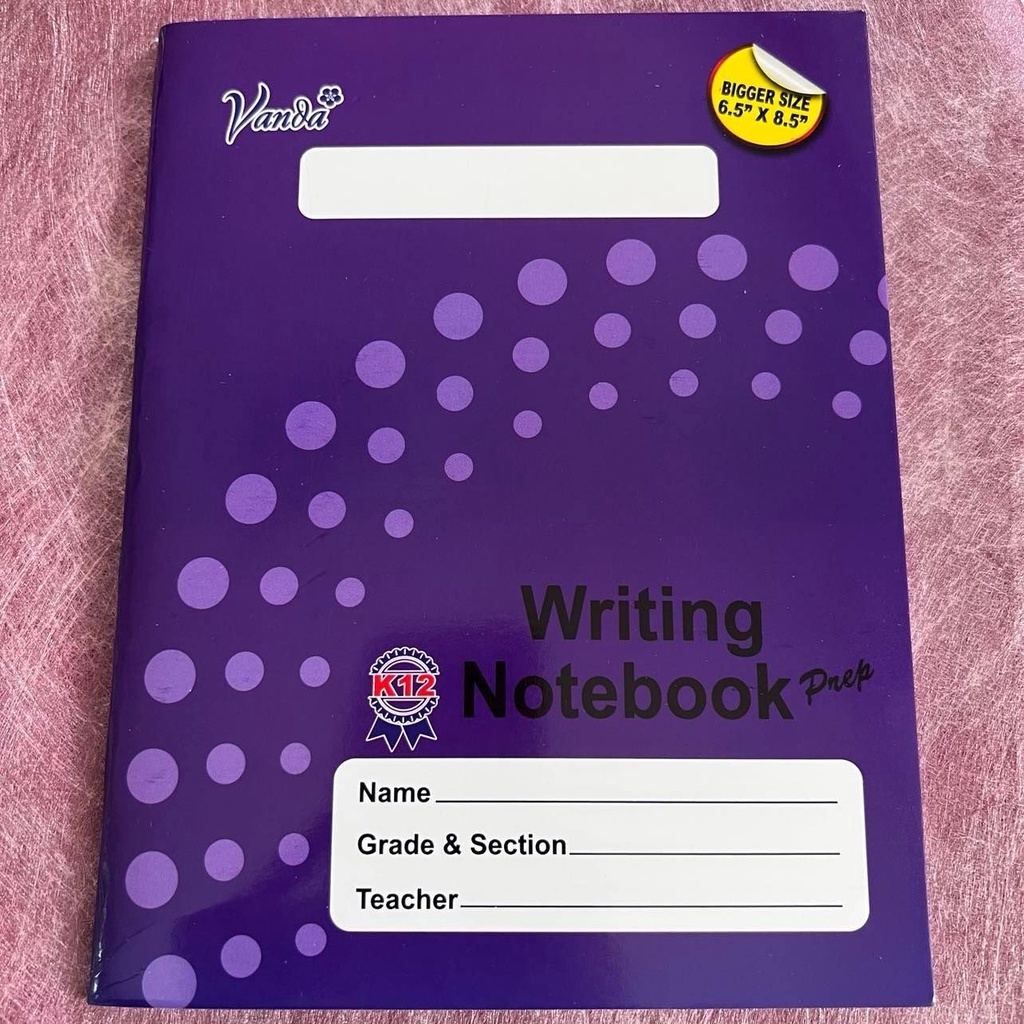 Vanda
BIGGER SIZE
6.5" X 8.5"
Writing
Notebook Prep
K12
Name
Grade & Section
Teacher